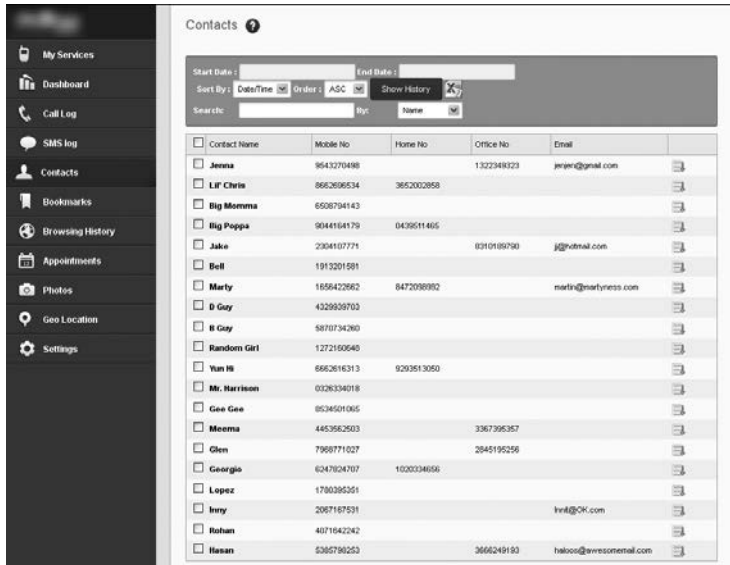 Contacts ?
My Services
Dashboard
Call Log
SMS log
Contacts
Bookmarks
Browsing History
Appointments
Photos
Geo Location
Settings
Start Date : End Date :
Sort By : Date/Time Order : ASC Show History
Search: By: Name
Contact Name Mobile No Home No Office No Email
Jenna 9543270498 1322349323 jenjen@gmail.com
Lil' Chris 8662696534 3652002858
Big Momma 6508794143
Big Poppa 9044164179 0439511465
Jake 2304107771 0310189790 jj@hotmail.com
Bell 1913201581
Marty 1656422662 8472098982 martin@martyness.com
D Guy 4329939703
B Guy 5870734260
Random Girl 1272160648
Yun Hi 6662616313 9293513050
Mr. Harrison 0326334018
Gee Gee 8534501065
Meema 4453562503 3367395357
Glen 7968771027 2845195256
Georgio 6247824707 1020334656
Lopez 1780395351
Inny 2067167531 Innit@OK.com
Rohan 4071642242
Hasan 5385798253 3666249193 haloos@awesomemail.com